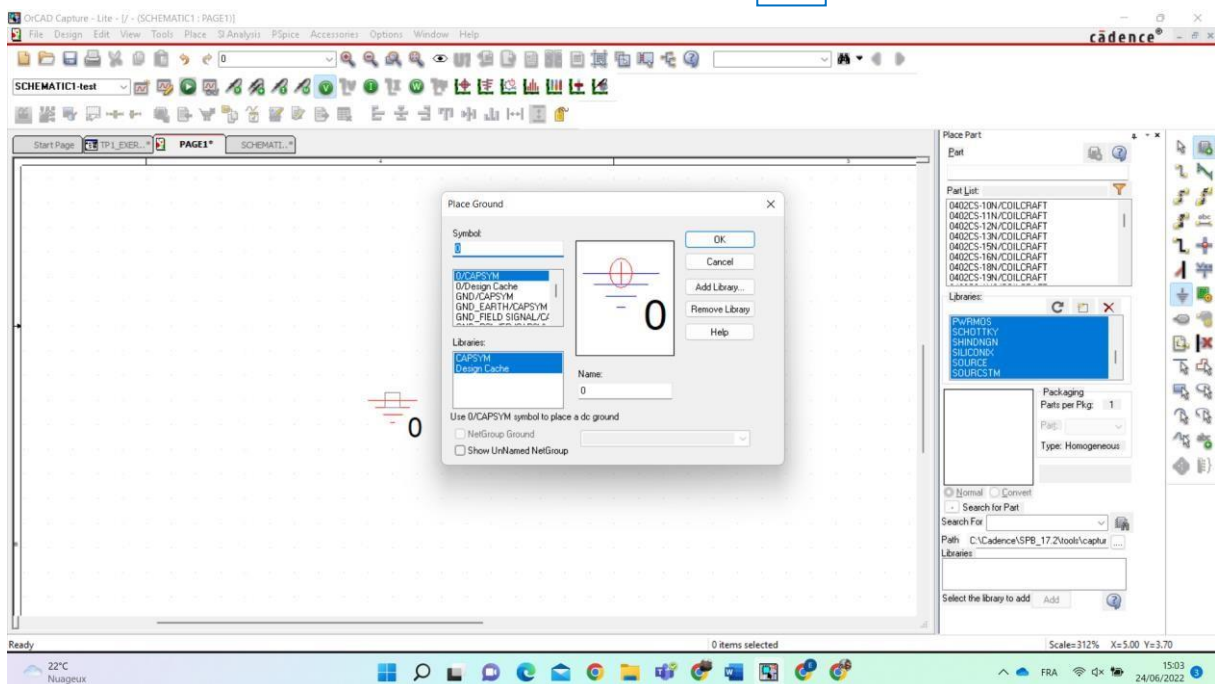 OrCAD Capture - Lite - [/ - (SCHEMATIC1 : PAGE1)]
File Design Edit View Tools Place SI Analysis PSpice Accessories Options Window Help
cādence®
0
SCHEMATIC1-test
Start Page TP1_EXER...* PAGE1* SCHEMATI...*
0
Place Ground
Symbol:
0
0/CAPSYM
0/Design Cache
GND/CAPSYM
GND_EARTH/CAPSYM
GND_FIELD SIGNAL/CA
Libraries:
CAPSYM
Design Cache
0
OK
Cancel
Add Library...
Remove Library
Help
Name:
0
Use 0/CAPSYM symbol to place a dc ground
NetGroup Ground
Show UnNamed NetGroup
Place Part
Part
Part List:
0402CS-10N/COILCRAFT
0402CS-11N/COILCRAFT
0402CS-12N/COILCRAFT
0402CS-13N/COILCRAFT
0402CS-15N/COILCRAFT
0402CS-16N/COILCRAFT
0402CS-18N/COILCRAFT
0402CS-19N/COILCRAFT
Libraries:
PWRMOS
SCHOTTKY
SHINDNGN
SILICONIX
SOURCE
SOURCSTM
Packaging
Parts per Pkg: 1
Part:
Type: Homogeneous
Normal Convert
Search for Part
Search For
Path C:\Cadence\SPB_17.2\tools\captur
Libraries
Select the library to add Add
Ready
0 items selected
Scale=312% X=5.00 Y=3.70
22°C
Nuageux
FRA
15:03
24/06/2022
3